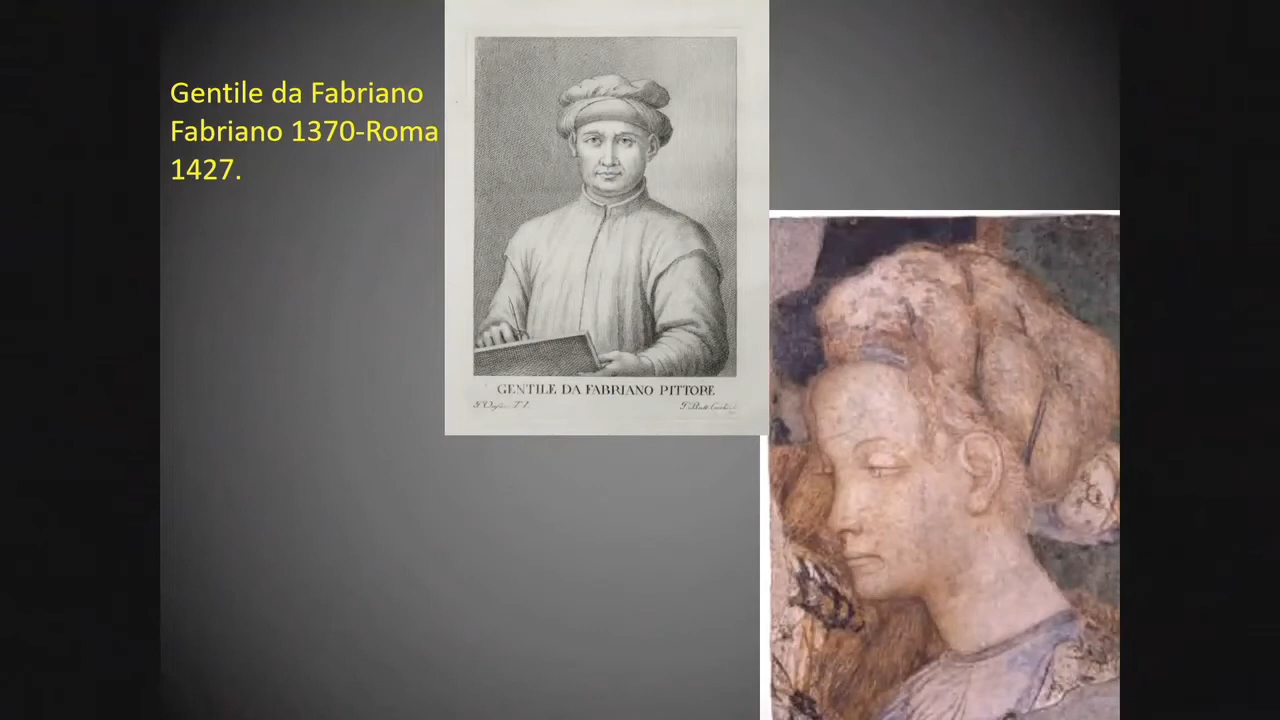 Gentile da Fabriano
Fabriano 1370-Roma
1427.
GENTILE DA FABRIANO PITTORE